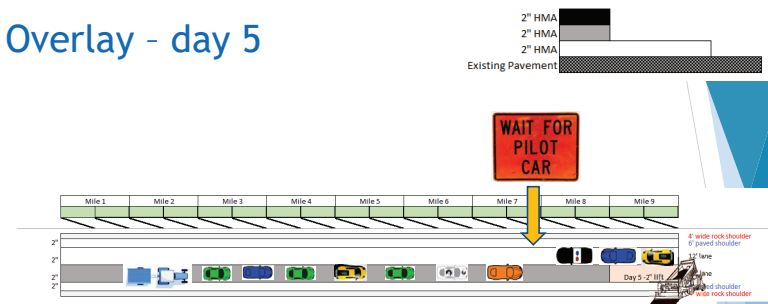 Overlay – day 5
2" HMA
2" HMA
2" HMA
Existing Pavement
WAIT FOR
PILOT
CAR
Mile 1 Mile 2 Mile 3 Mile 4 Mile 5 Mile 6 Mile 7 Mile 8 Mile 9
4' wide rock shoulder
2" 6' paved shoulder
2" 12' lane
2" Day 5 -2" lift lane
2" shoulder
wide rock shoulder